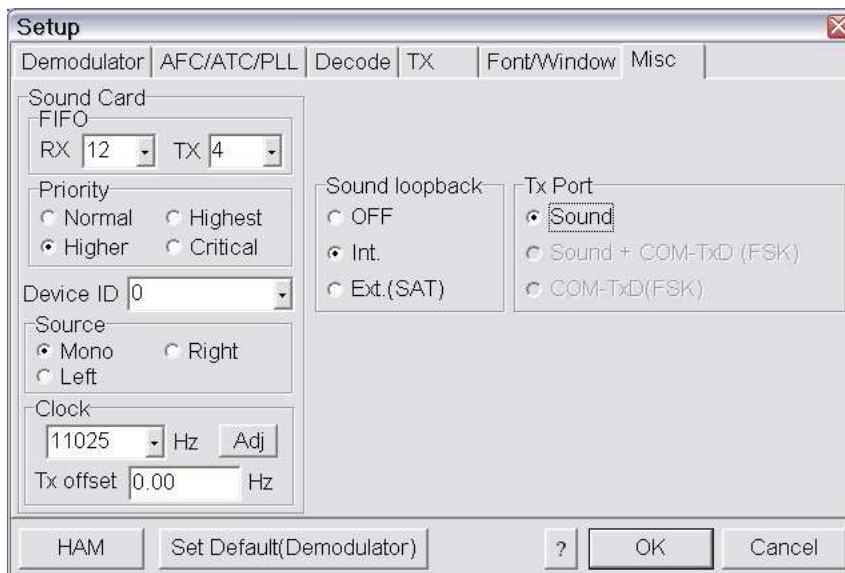 Setup
Demodulator AFC/ATC/PLL Decode TX Font/Window Misc
Sound Card
FIFO
RX 12 TX 4
Priority
Normal Highest
Higher Critical
Device ID 0
Source
Mono Right
Left
Clock
11025 Hz Adj
Tx offset 0.00 Hz
Sound loopback
OFF
Int.
Ext.(SAT)
Tx Port
Sound
Sound + COM-TxD (FSK)
COM-TxD(FSK)
HAM Set Default(Demodulator) ? OK Cancel